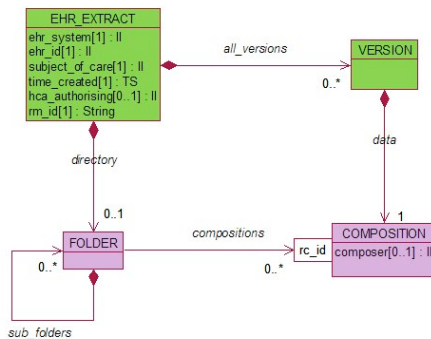 EHR_EXTRACT
ehr_system[1] : II
ehr_id[1] : II
subject_of_care[1] : II
time_created[1] : TS
hca_authorising[0..1] : II
rm_id[1] : String
all_versions
0..*
VERSION
directory
data
0..1
1
FOLDER
0..*
compositions
0..*
rc_id
COMPOSITION
composer[0..1] : II
sub_folders